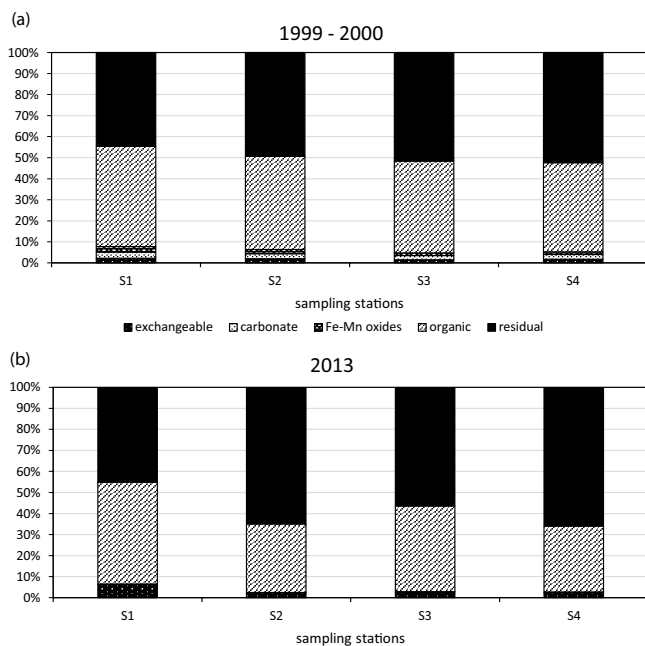 (a)
1999 - 2000
100%
90%
80%
70%
60%
50%
40%
30%
20%
10%
0%
S1 S2 S3 S4
sampling stations
exchangeable carbonate Fe-Mn oxides organic residual
(b)
2013
100%
90%
80%
70%
60%
50%
40%
30%
20%
10%
0%
S1 S2 S3 S4
sampling stations